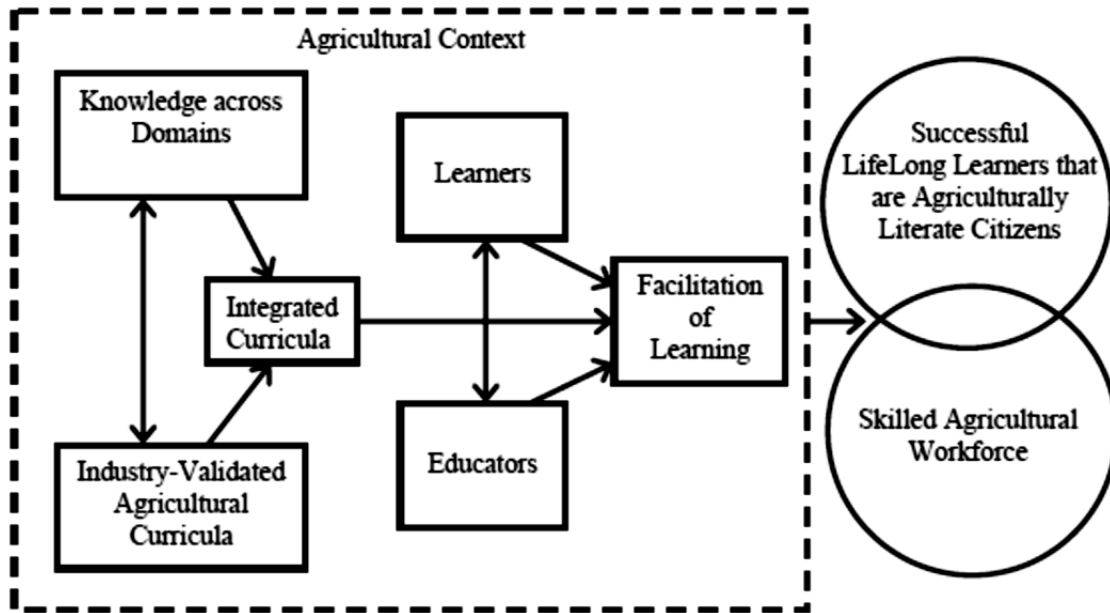 Agricultural Context
Knowledge across
Domains
Learners
Integrated
Curricula
Educators
Industry-Validated
Agricultural
Curricula
Facilitation
of
Learning
Successful
LifeLong Learners that
are Agriculturally
Literate Citizens
Skilled Agricultural
Workforce